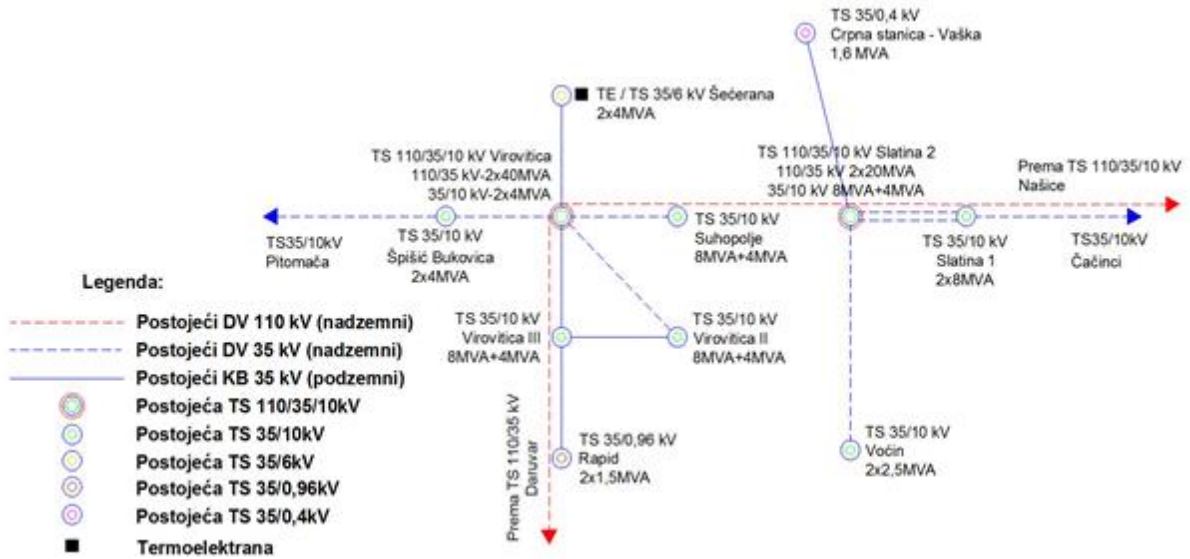 TS 35/0,4 kV
Crpna stanica - Vaška
1,6 MVA
TE / TS 35/6 kV Šećerana
2x4MVA
TS 110/35/10 kV Virovitica
110/35 kV-2x40MVA
35/10 kV-2x4MVA
TS 110/35/10 kV Slatina 2
110/35 kV 2x20MVA
35/10 kV 8MVA+4MVA
Prema TS 110/35/10 kV
Našice
TS35/10kV
Pitomača
TS 35/10 kV
Špišić Bukovica
2x4MVA
TS 35/10 kV
Suhopolje
8MVA+4MVA
TS 35/10 kV
Slatina 1
2x8MVA
TS35/10kV
Čačinci
TS 35/10 kV
Virovitica III
8MVA+4MVA
TS 35/10 kV
Virovitica II
8MVA+4MVA
Prema TS 110/35 kV
Daruvar
TS 35/0,96 kV
Rapid
2x1,5MVA
TS 35/10 kV
Voćin
2x2,5MVA
Legenda:
Postojeći DV 110 kV (nadzemni)
Postojeći DV 35 kV (nadzemni)
Postojeći KB 35 kV (podzemni)
Postojeća TS 110/35/10kV
Postojeća TS 35/10kV
Postojeća TS 35/6kV
Postojeća TS 35/0,96kV
Postojeća TS 35/0,4kV
Termoelektrana